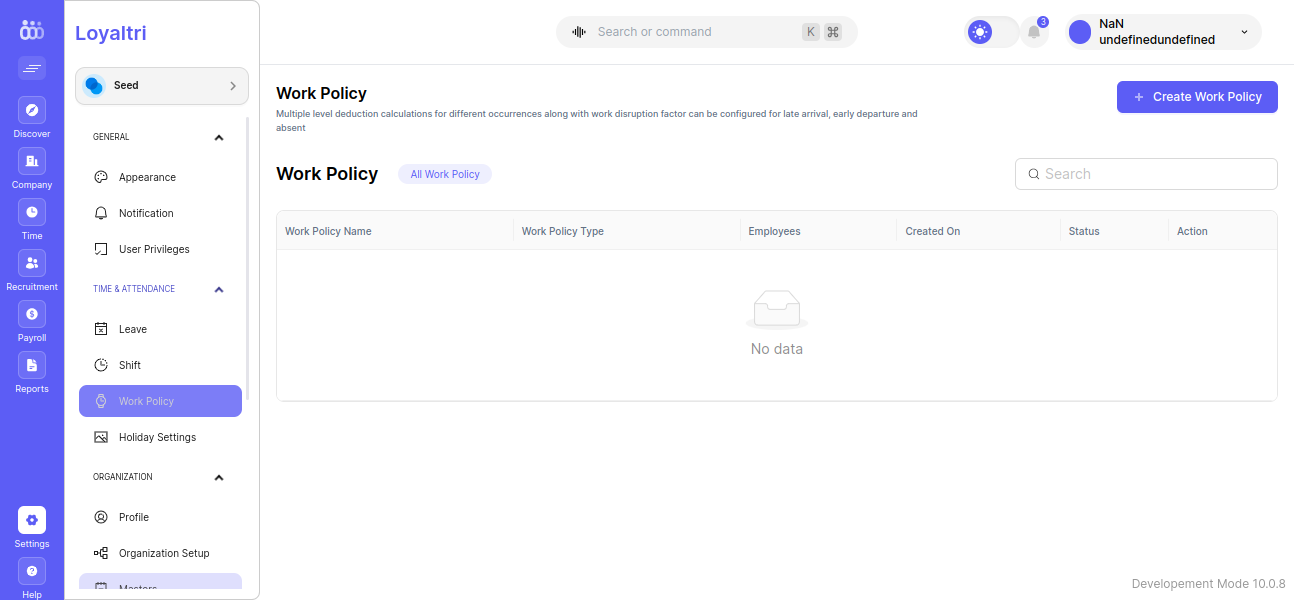 Loyaltri
Search or command
K ⌘
3
NaN
undefinedundefined
Seed
Discover
Company
Time
Recruitment
Payroll
Reports
Settings
Help
GENERAL
Appearance
Notification
User Privileges
TIME & ATTENDANCE
Leave
Shift
Work Policy
Holiday Settings
ORGANIZATION
Profile
Organization Setup
Masters
Work Policy
Multiple level deduction calculations for different occurrences along with work disruption factor can be configured for late arrival, early departure and
absent
+ Create Work Policy
Work Policy
All Work Policy
Search
Work Policy Name
Work Policy Type
Employees
Created On
Status
Action
No data
Developement Mode 10.0.8